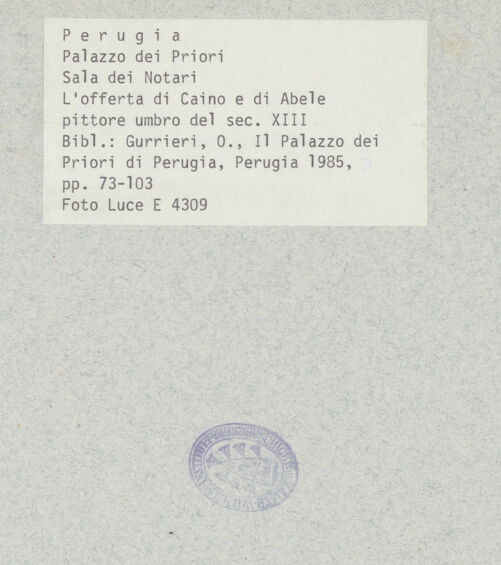 P e r u g i a
Palazzo dei Priori
Sala dei Notari
L'offerta di Caino e di Abele
pittore umbro del sec. XIII
Bibl.: Gurrieri, O., Il Palazzo dei
Priori di Perugia, Perugia 1985,
pp. 73-103
Foto Luce E 4309